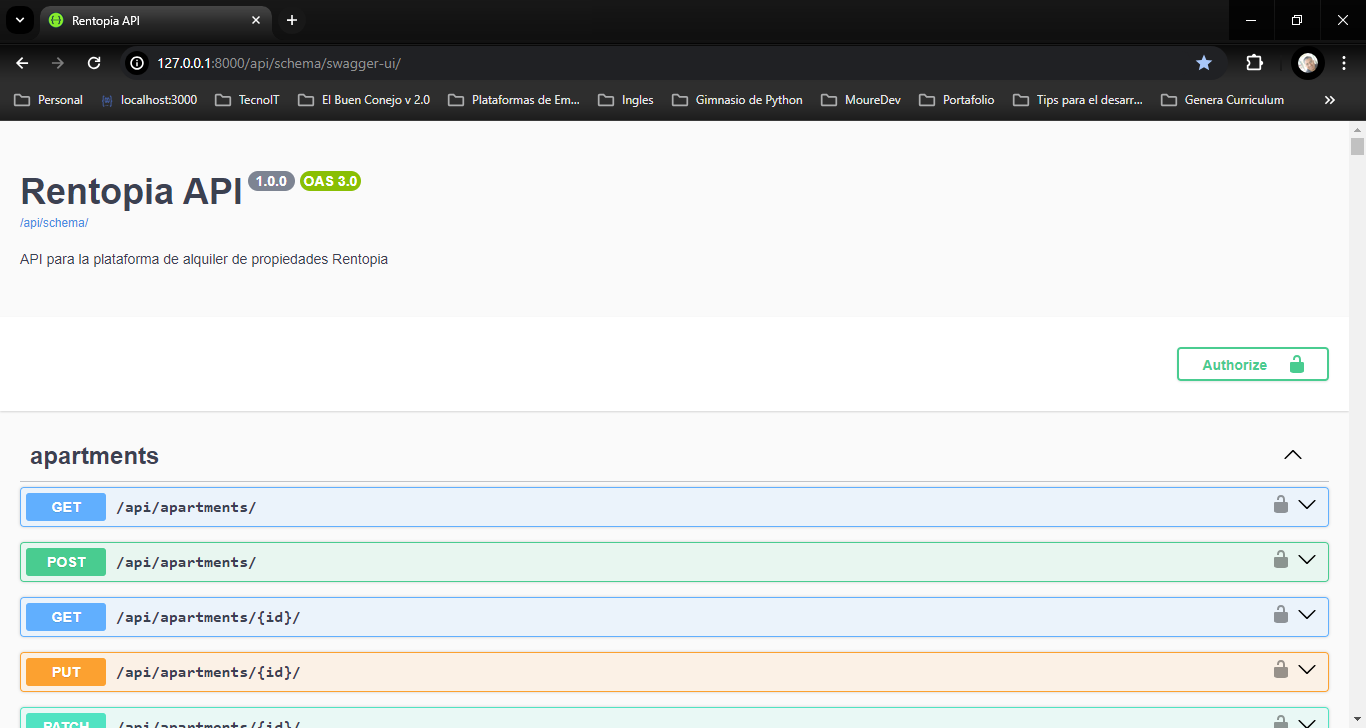 Rentopia API
127.0.0.1:8000/api/schema/swagger-ui/
Personal localhost:3000 TecnoIT El Buen Conejo v 2.0 Plataformas de Em... Ingles Gimnasio de Python MoureDev Portafolio Tips para el desarr... Genera Curriculum
Rentopia API 1.0.0 OAS 3.0
/api/schema/
API para la plataforma de alquiler de propiedades Rentopia
Authorize
apartments
GET /api/apartments/
POST /api/apartments/
GET /api/apartments/{id}/
PUT /api/apartments/{id}/
PATCH /api/apartments/{id}/